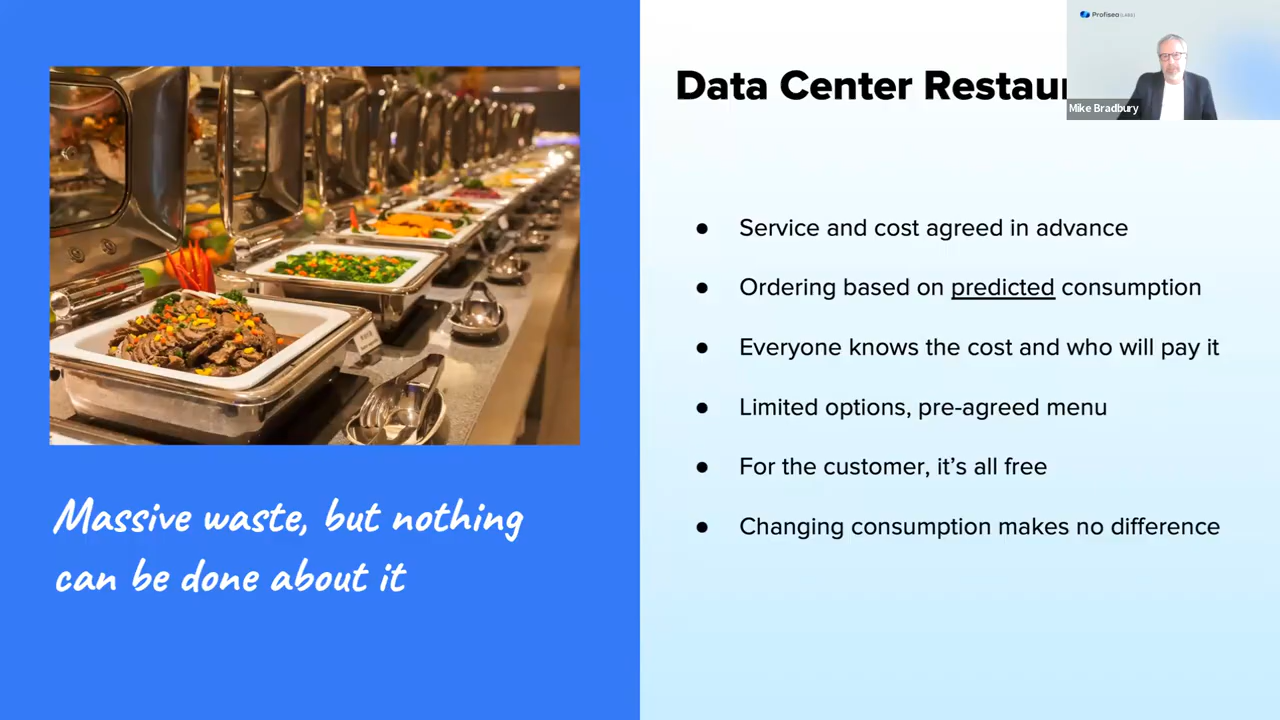 Data Center Restau
Profisea LABS
Mike Bradbury
Service and cost agreed in advance
Ordering based on predicted consumption
Everyone knows the cost and who will pay it
Limited options, pre-agreed menu
For the customer, it's all free
Changing consumption makes no difference
Massive waste, but nothing
can be done about it